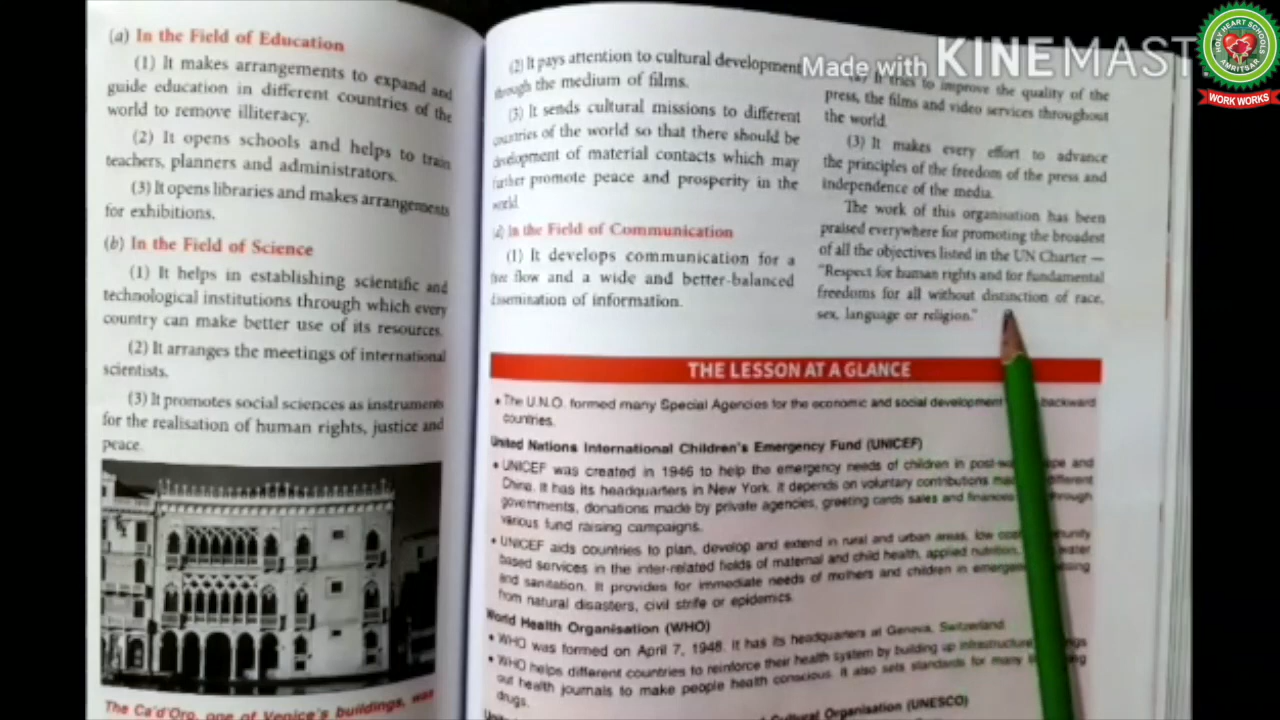 (a) In the Field of Education
(1) It makes arrangements to expand and
guide education in different countries of the
world to remove illiteracy.
(2) It opens schools and helps to train
teachers, planners and administrators.
(3) It opens libraries and makes arrangements
for exhibitions.
(b) In the Field of Science
(1) It helps in establishing scientific and
technological institutions through which every
country can make better use of its resources.
(2) It arranges the meetings of international
scientists.
(3) It promotes social sciences as instruments
for the realisation of human rights, justice and
peace.
The Ca'd'Oro, one of Venice's buildings, was
(2) It pays attention to cultural development
through the medium of films.
(3) It sends cultural missions to different
countries of the world so that there should be
development of material contacts which may
further promote peace and prosperity in the
world.
(d) In the Field of Communication
(1) It develops communication for a
free flow and a wide and better-balanced
dissemination of information.
It tries to improve the quality of the
press, the films and video services throughout
the world.
(3) It makes every effort to advance
the principles of the freedom of the press and
independence of the media.
The work of this organisation has been
praised everywhere for promoting the broadest
of all the objectives listed in the UN Charter —
"Respect for human rights and for fundamental
freedoms for all without distinction of race,
sex, language or religion."
THE LESSON AT A GLANCE
• The U.N.O. formed many Special Agencies for the economic and social development backward
countries.
United Nations International Children's Emergency Fund (UNICEF)
• UNICEF was created in 1946 to help the emergency needs of children in and
China. It has its headquarters in New York. It depends on voluntary contributions
governments, donations made by private agencies, greeting cards sales and through
various fund raising campaigns.
• UNICEF aids countries to plan, develop and extend in rural and urban areas, low
based services in the inter-related fields of maternal and child health, applied nutrition, water
and sanitation. It provides for immediate needs of mothers and children in
from natural disasters, civil strife or epidemics.
World Health Organisation (WHO)
• WHO was formed on April 7, 1948. It has its headquarters at Geneva, Switzerland.
• WHO helps different countries to reinforce their health system by building up
out health journals to make people health conscious. It also sets standards for many
drugs.
Cultural Organisation (UNESCO)
Made with KINEMAST
HOLY HEART SCHOOLS
AMRITSAR
WORK WORKS